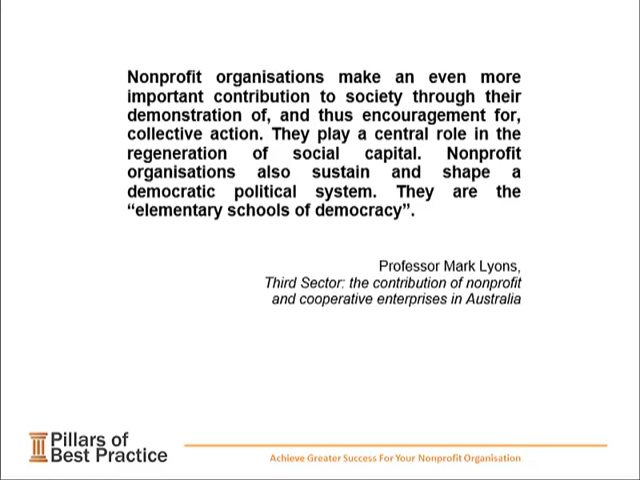 Nonprofit organisations make an even more
important contribution to society through their
demonstration of, and thus encouragement for,
collective action. They play a central role in the
regeneration of social capital. Nonprofit
organisations also sustain and shape a
democratic political system. They are the
“elementary schools of democracy”.
Professor Mark Lyons,
Third Sector: the contribution of nonprofit
and cooperative enterprises in Australia
Pillars of
Best Practice
Achieve Greater Success For Your Nonprofit Organisation